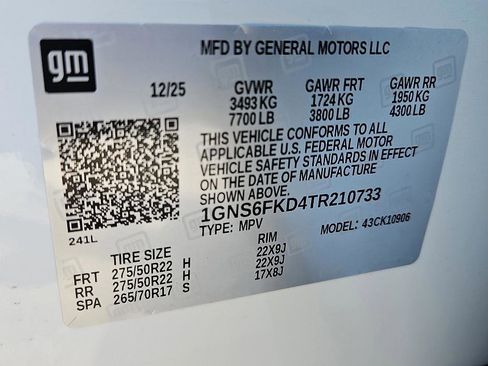 gm
MFD BY GENERAL MOTORS LLC
12/25 GVWR GAWR FRT GAWR RR
3493 KG 1724 KG 1950 KG
7700 LB 3800 LB 4300 LB
THIS VEHICLE CONFORMS TO ALL
APPLICABLE U.S. FEDERAL MOTOR
VEHICLE SAFETY STANDARDS IN EFFECT
ON THE DATE OF MANUFACTURE
SHOWN ABOVE.
1GNS6FKD4TR210733
TYPE: MPV MODEL: 43CK10906
241L
TIRE SIZE RIM
FRT 275/50R22 H 22X9J
RR 275/50R22 H 22X9J
SPA 265/70R17 S 17X8J